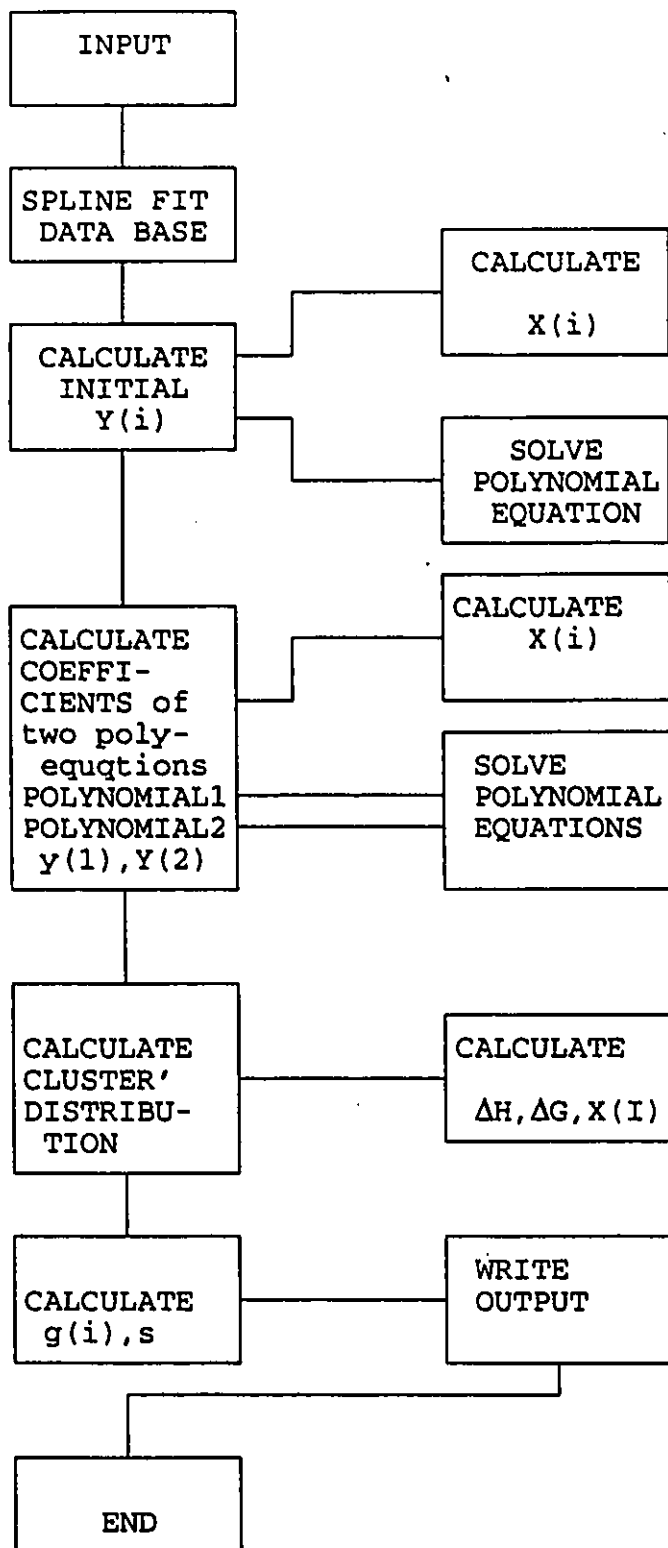 INPUT
SPLINE FIT
DATA BASE
CALCULATE
X(i)
CALCULATE
INITIAL
Y(i)
SOLVE
POLYNOMIAL
EQUATION
CALCULATE
X(i)
CALCULATE
COEFFI-
CIENTS of
two poly-
equqtions
POLYNOMIAL1
POLYNOMIAL2
y(1),Y(2)
SOLVE
POLYNOMIAL
EQUATIONS
CALCULATE
CLUSTER'
DISTRIBU-
TION
CALCULATE
ΔH,ΔG,X(I)
CALCULATE
g(i),s
WRITE
OUTPUT
END